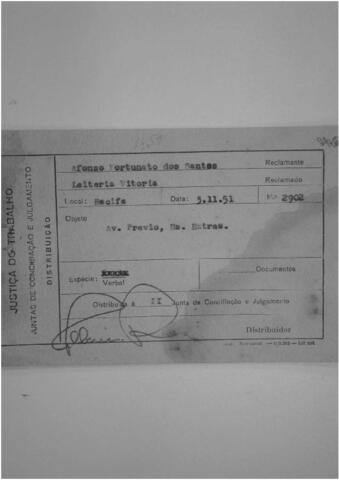 JUSTIÇA DO TRABALHO
JUNTAS DE CONCILIAÇÃO E JULGAMENTO
DISTRIBUIÇÃO
Afonso Fortunato dos Santos Reclamante
Leiteria Vitoria Reclamado
Local: Recife Data: 5.11.51 Nº 2902
Objeto
Av. Previo, Hs. Extras.
Espécie: Verbal Documentos
Distribuída à II Junta de Conciliação e Julgamento
Distribuidor